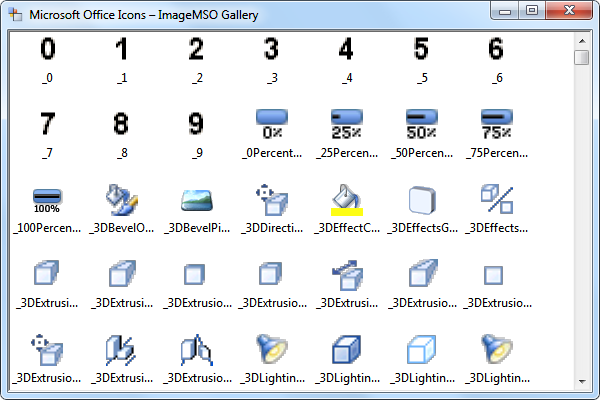 Microsoft Office Icons – ImageMSO Gallery
0 1 2 3 4 5 6
_0 _1 _2 _3 _4 _5 _6
7 8 9 0% 25% 50% 75%
_7 _8 _9 _0Percent... _25Percen... _50Percen... _75Percen...
100%
_100Percen... _3DBevelO... _3DBevelPi... _3DDirecti... _3DEffectC... _3DEffectsG... _3DEffects...
_3DExtrusi... _3DExtrusi... _3DExtrusio... _3DExtrusio... _3DExtrusi... _3DExtrusi... _3DExtrusio...
_3DExtrusio... _3DExtrusi... _3DExtrusio... _3DLightin... _3DLightin... _3DLightin... _3DLightin...